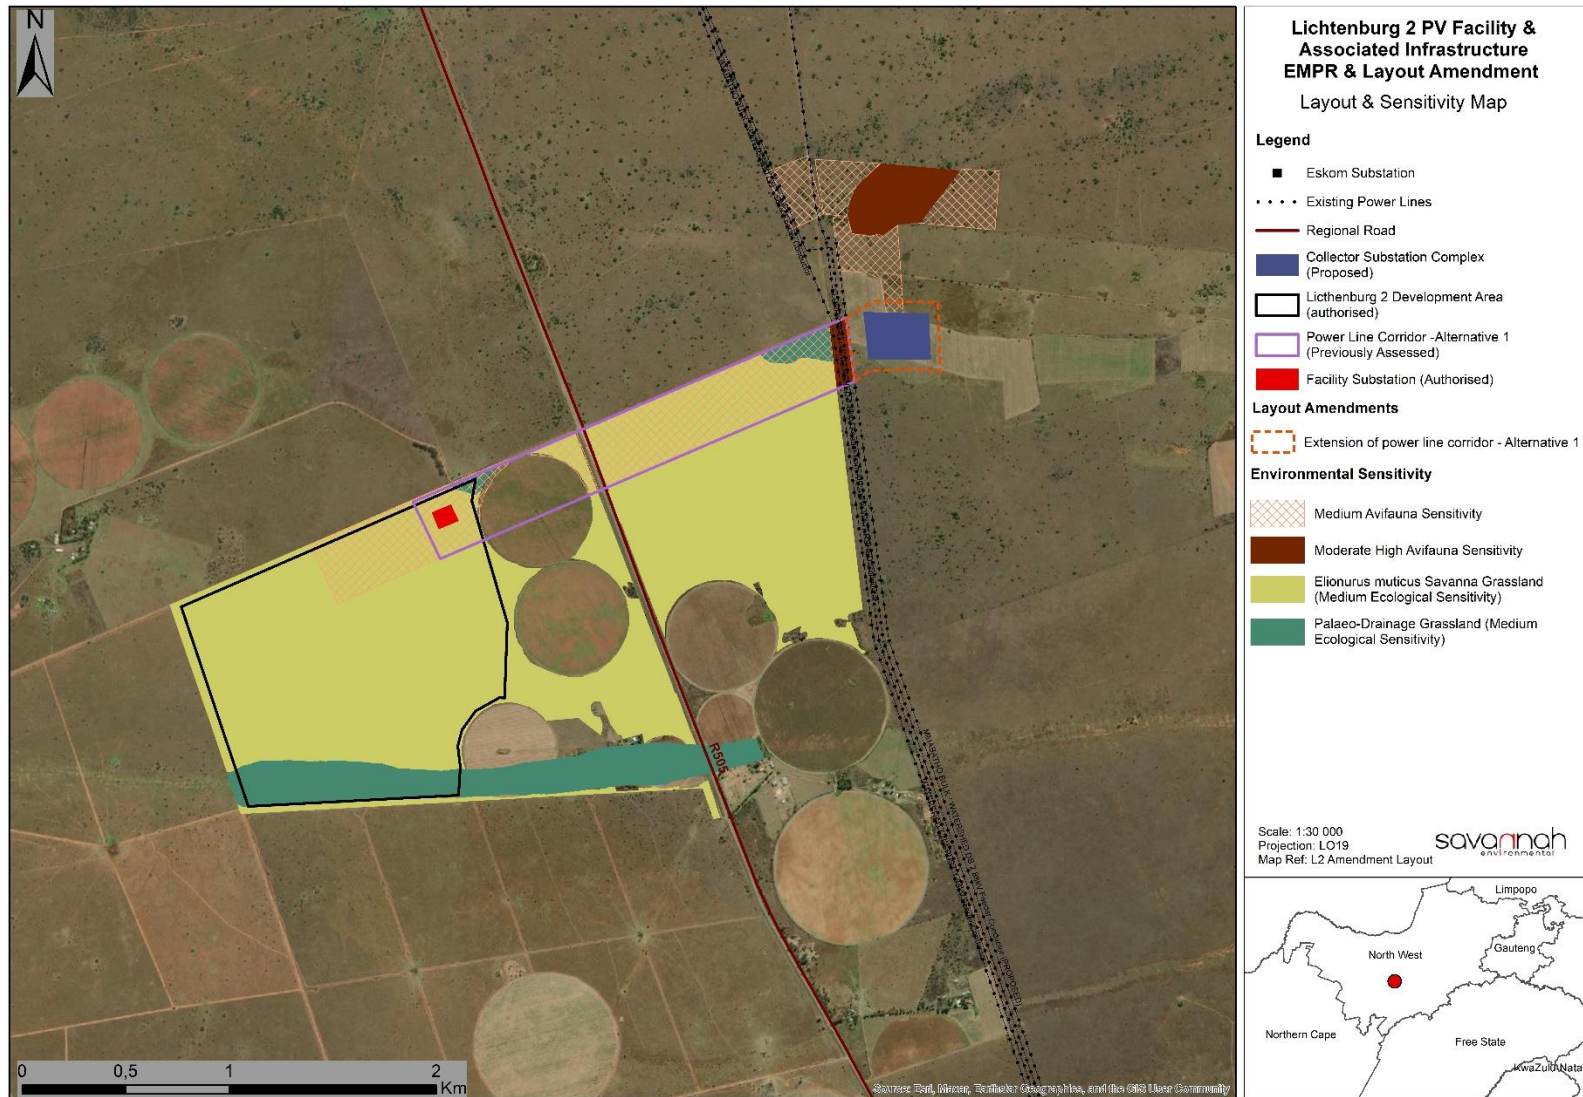 N
Lichtenburg 2 PV Facility &
Associated Infrastructure
EMPR & Layout Amendment
Layout & Sensitivity Map
Legend
Eskom Substation
Existing Power Lines
Regional Road
Collector Substation Complex
(Proposed)
Licthenburg 2 Development Area
(authorised)
Power Line Corridor -Alternative 1
(Previously Assessed)
Facility Substation (Authorised)
Layout Amendments
Extension of power line corridor - Alternative 1
Environmental Sensitivity
Medium Avifauna Sensitivity
Moderate High Avifauna Sensitivity
Elionurus muticus Savanna Grassland
(Medium Ecological Sensitivity)
Palaeo-Drainage Grassland (Medium
Ecological Sensitivity)
Scale: 1:30 000
Projection: LO19
Map Ref: L2 Amendment Layout
savannah
environmental
Limpopo
Gauteng
North West
Northern Cape
Free State
KwaZulu-Natal
R505
0 0,5 1 2
Km
Source: Esri, Maxar, Earthstar Geographics, and the GIS User Community